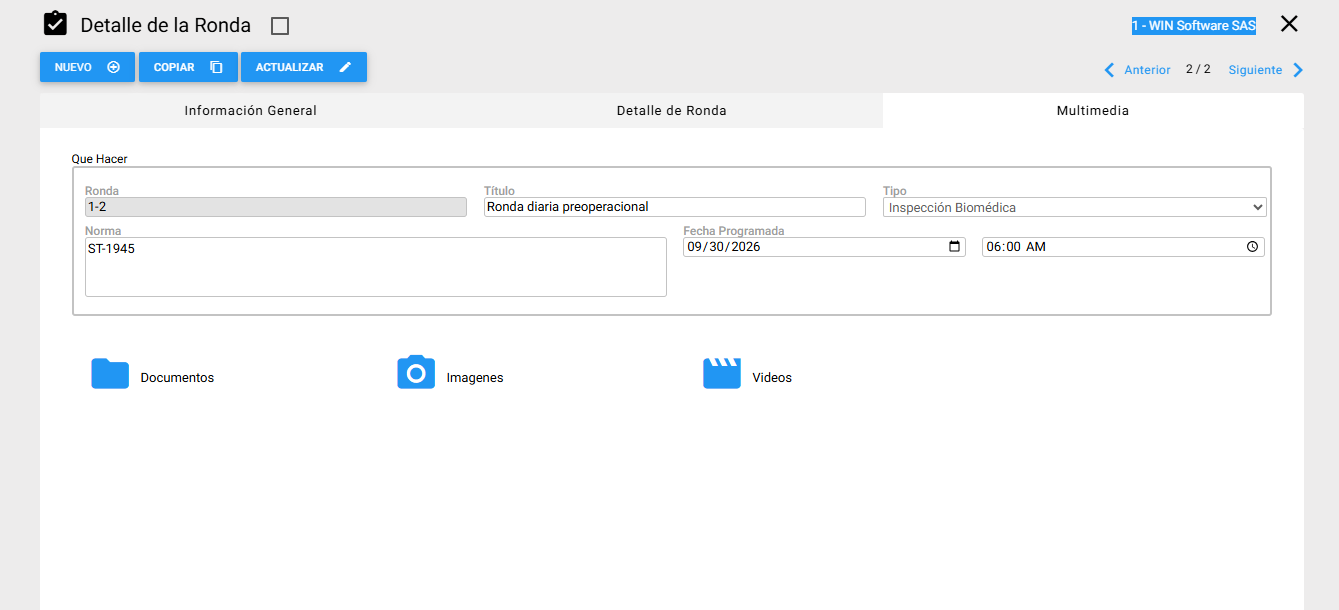 Detalle de la Ronda
1 - WIN Software SAS
NUEVO COPIAR ACTUALIZAR
Anterior 2 / 2 Siguiente
Información General Detalle de Ronda Multimedia
Que Hacer
Ronda Título Tipo
1-2 Ronda diaria preoperacional Inspección Biomédica
Norma Fecha Programada
ST-1945 09/30/2026 06:00 AM
Documentos Imagenes Videos